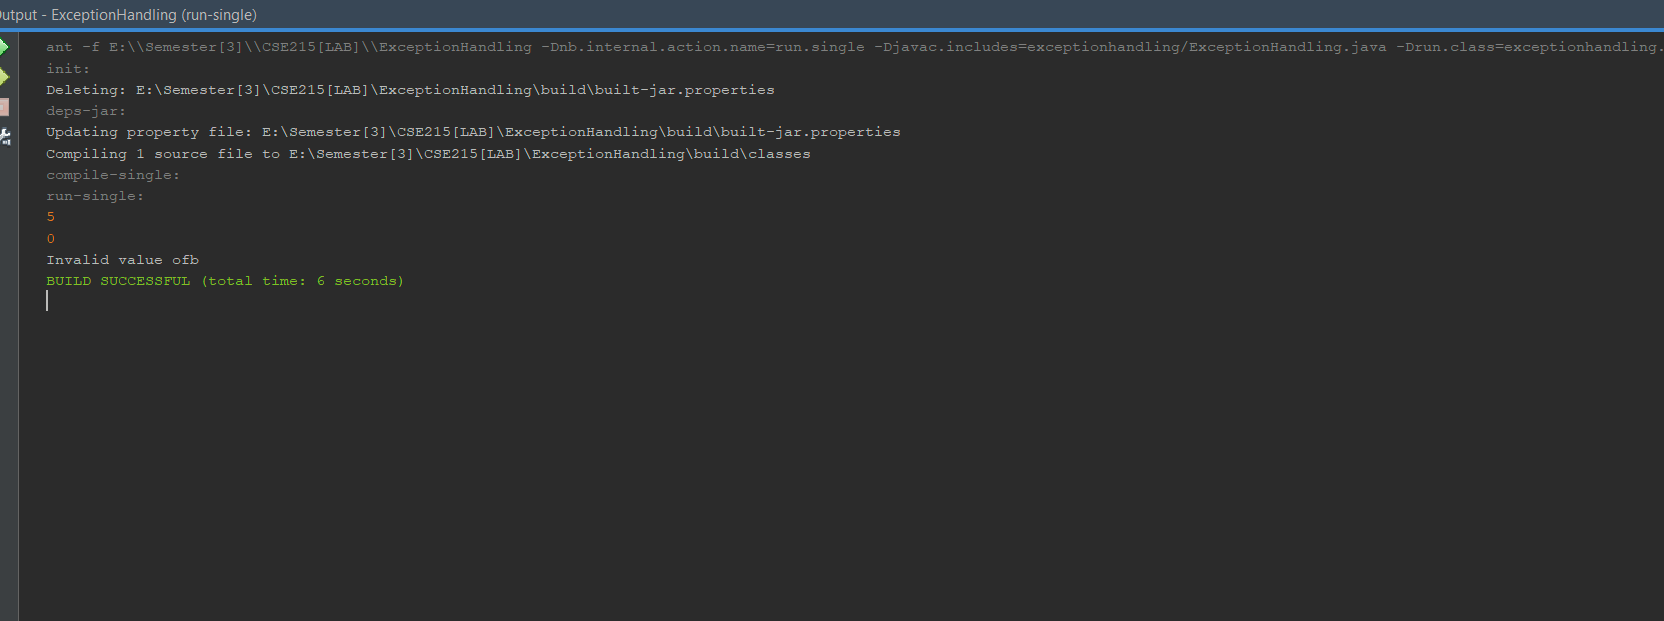 utput - ExceptionHandling (run-single)
ant -f E:\\Semester[3]\\CSE215[LAB]\\ExceptionHandling -Dnb.internal.action.name=run.single -Djavac.includes=exceptionhandling/ExceptionHandling.java -Drun.class=exceptionhandling.
init:
Deleting: E:\Semester[3]\CSE215[LAB]\ExceptionHandling\build\built-jar.properties
deps-jar:
Updating property file: E:\Semester[3]\CSE215[LAB]\ExceptionHandling\build\built-jar.properties
Compiling 1 source file to E:\Semester[3]\CSE215[LAB]\ExceptionHandling\build\classes
compile-single:
run-single:
5
0
Invalid value ofb
BUILD SUCCESSFUL (total time: 6 seconds)